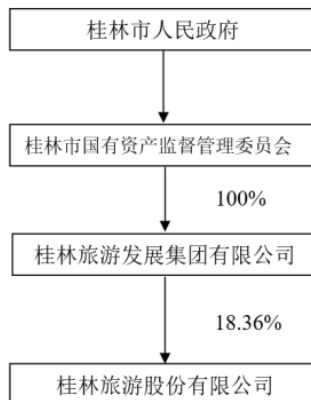 桂林市人民政府
桂林市国有资产监督管理委员会
100%
桂林旅游发展集团有限公司
18.36%
桂林旅游股份有限公司